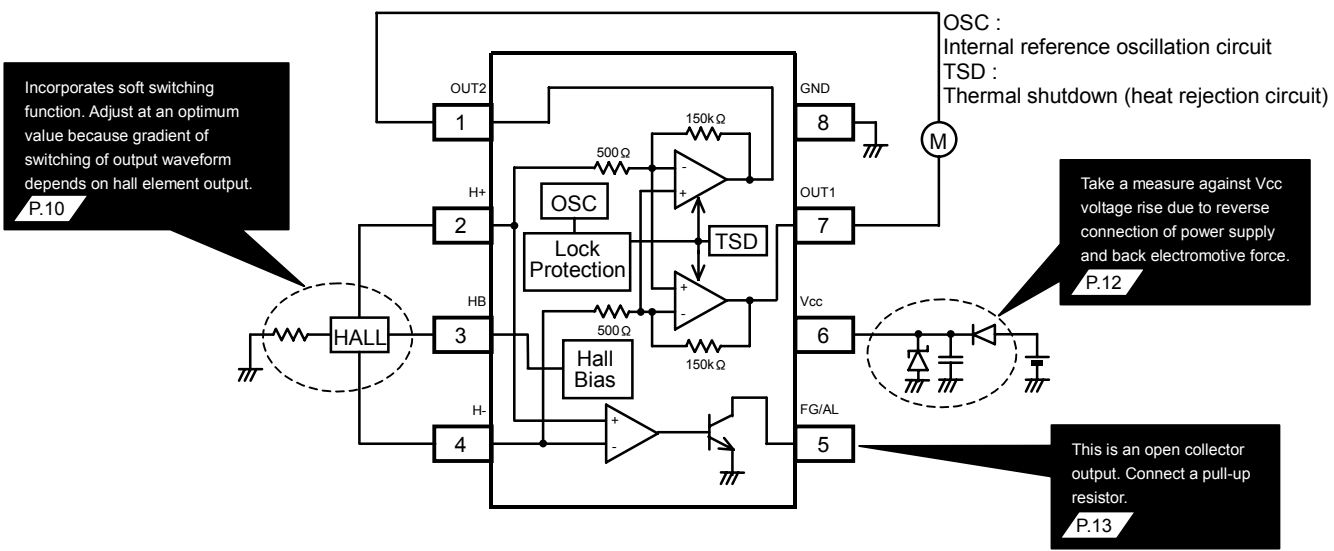 OSC :
Internal reference oscillation circuit
TSD :
Thermal shutdown (heat rejection circuit)
Incorporates soft switching
function. Adjust at an optimum
value because gradient of
switching of output waveform
depends on hall element output.
P.10
OUT2
1
H+
2
HB
3
H-
4
HALL
500Ω
150kΩ
-
+
OSC
Lock
Protection
TSD
+
-
500Ω
150kΩ
Hall
Bias
+
-
GND
8
OUT1
7
Vcc
6
FG/AL
5
M
Take a measure against Vcc
voltage rise due to reverse
connection of power supply
and back electromotive force.
P.12
This is an open collector
output. Connect a pull-up
resistor.
P.13